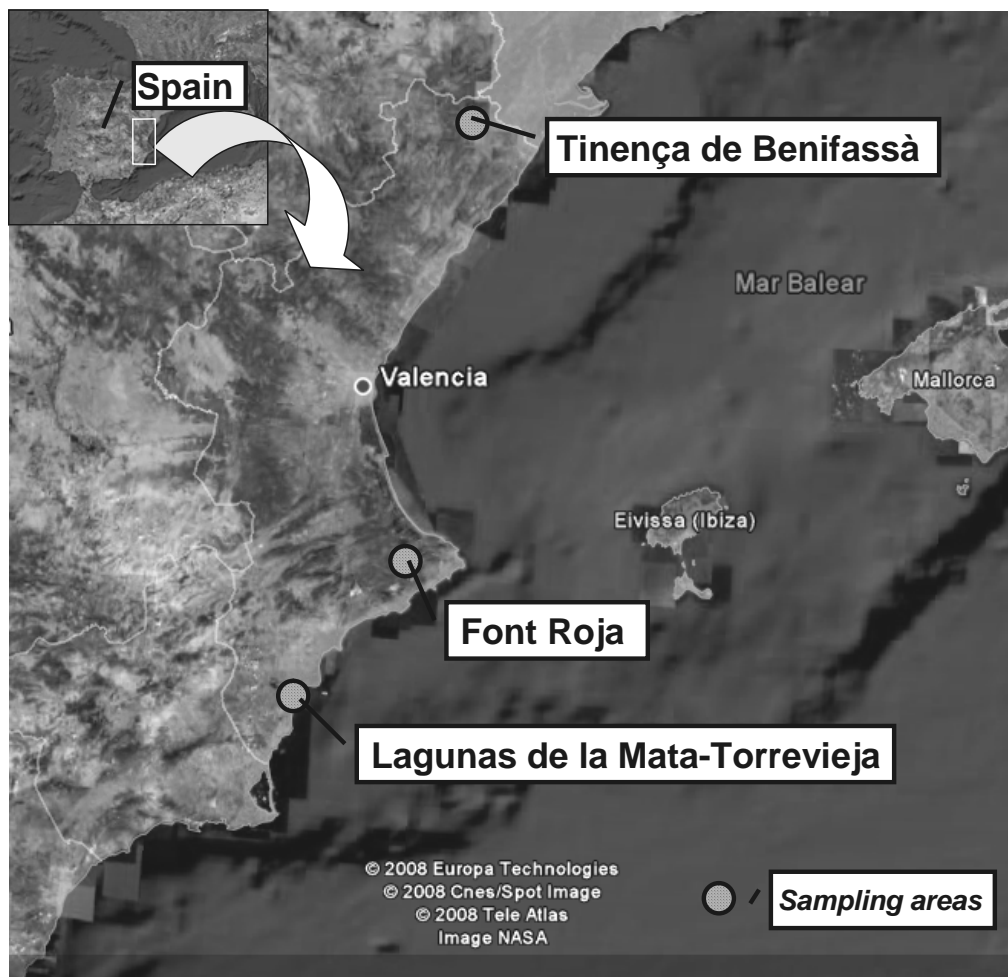 Spain
Tinença de Benifassà
Mar Balear
Mallorca
Valencia
Eivissa (Ibiza)
Font Roja
Lagunas de la Mata-Torrevieja
© 2008 Europa Technologies
© 2008 Cnes/Spot Image
© 2008 Tele Atlas
Image NASA
Sampling areas